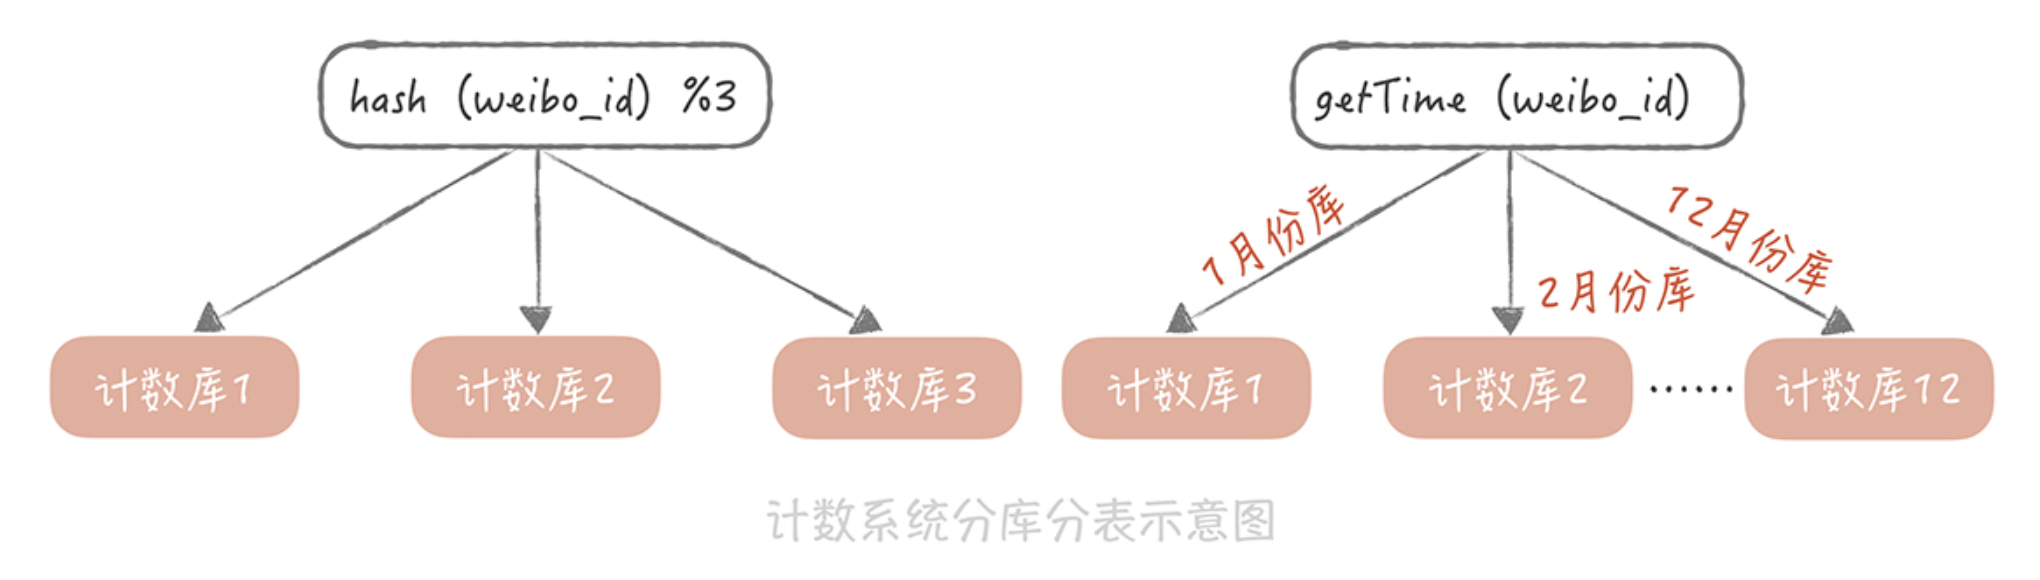 hash (weibo_id) %3
计数库1
计数库2
计数库3
getTime (weibo_id)
1月份库
2月份库
12月份库
计数库1
计数库2
······
计数库12
计数系统分库分表示意图